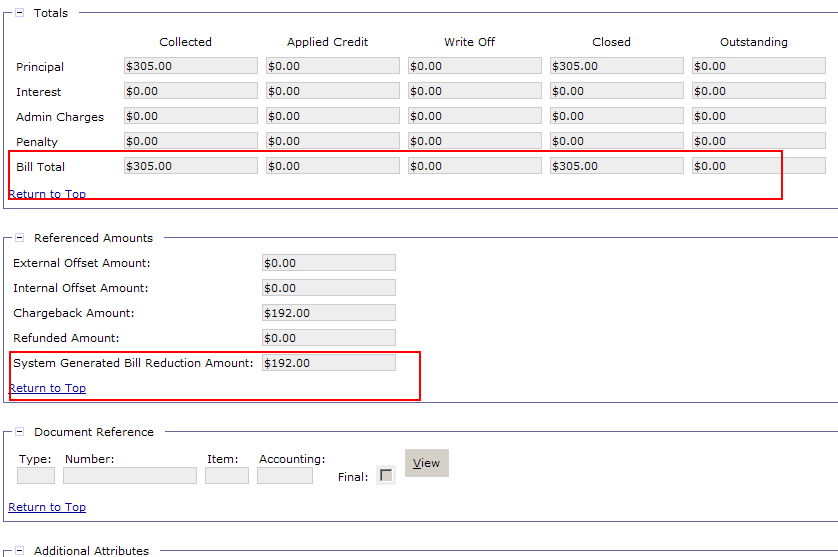 Totals
Collected Applied Credit Write Off Closed Outstanding
Principal $305.00 $0.00 $0.00 $305.00 $0.00
Interest $0.00 $0.00 $0.00 $0.00 $0.00
Admin Charges $0.00 $0.00 $0.00 $0.00 $0.00
Penalty $0.00 $0.00 $0.00 $0.00 $0.00
Bill Total $305.00 $0.00 $0.00 $305.00 $0.00
Return to Top
Referenced Amounts
External Offset Amount: $0.00
Internal Offset Amount: $0.00
Chargeback Amount: $192.00
Refunded Amount: $0.00
System Generated Bill Reduction Amount: $192.00
Return to Top
Document Reference
Type: Number: Item: Accounting:
Final: View
Return to Top
Additional Attributes